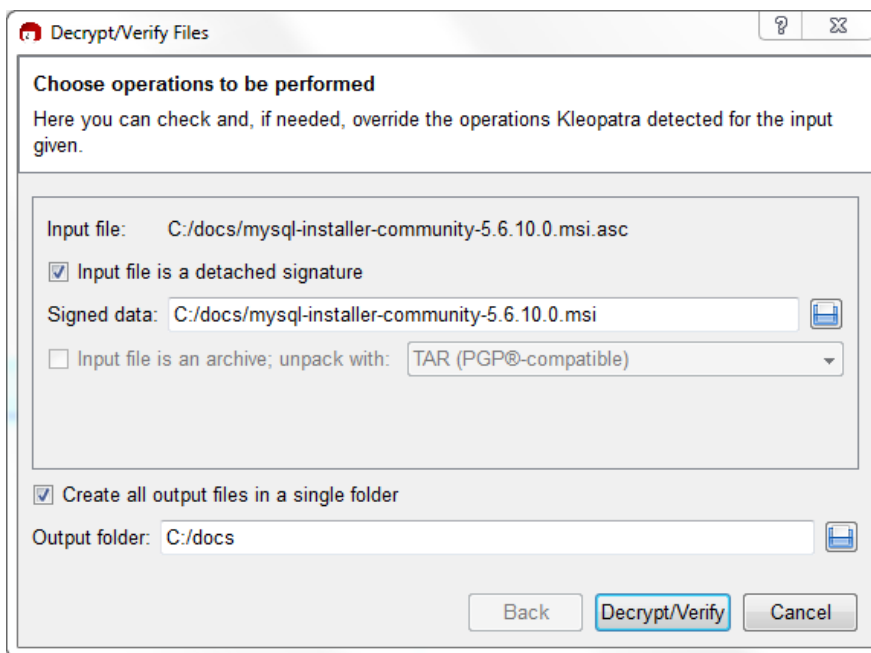 Decrypt/Verify Files
Choose operations to be performed
Here you can check and, if needed, override the operations Kleopatra detected for the input
given.
Input file: C:/docs/mysql-installer-community-5.6.10.0.msi.asc
Input file is a detached signature
Signed data: C:/docs/mysql-installer-community-5.6.10.0.msi
Input file is an archive; unpack with: TAR (PGP®-compatible)
Create all output files in a single folder
Output folder: C:/docs
Back Decrypt/Verify Cancel